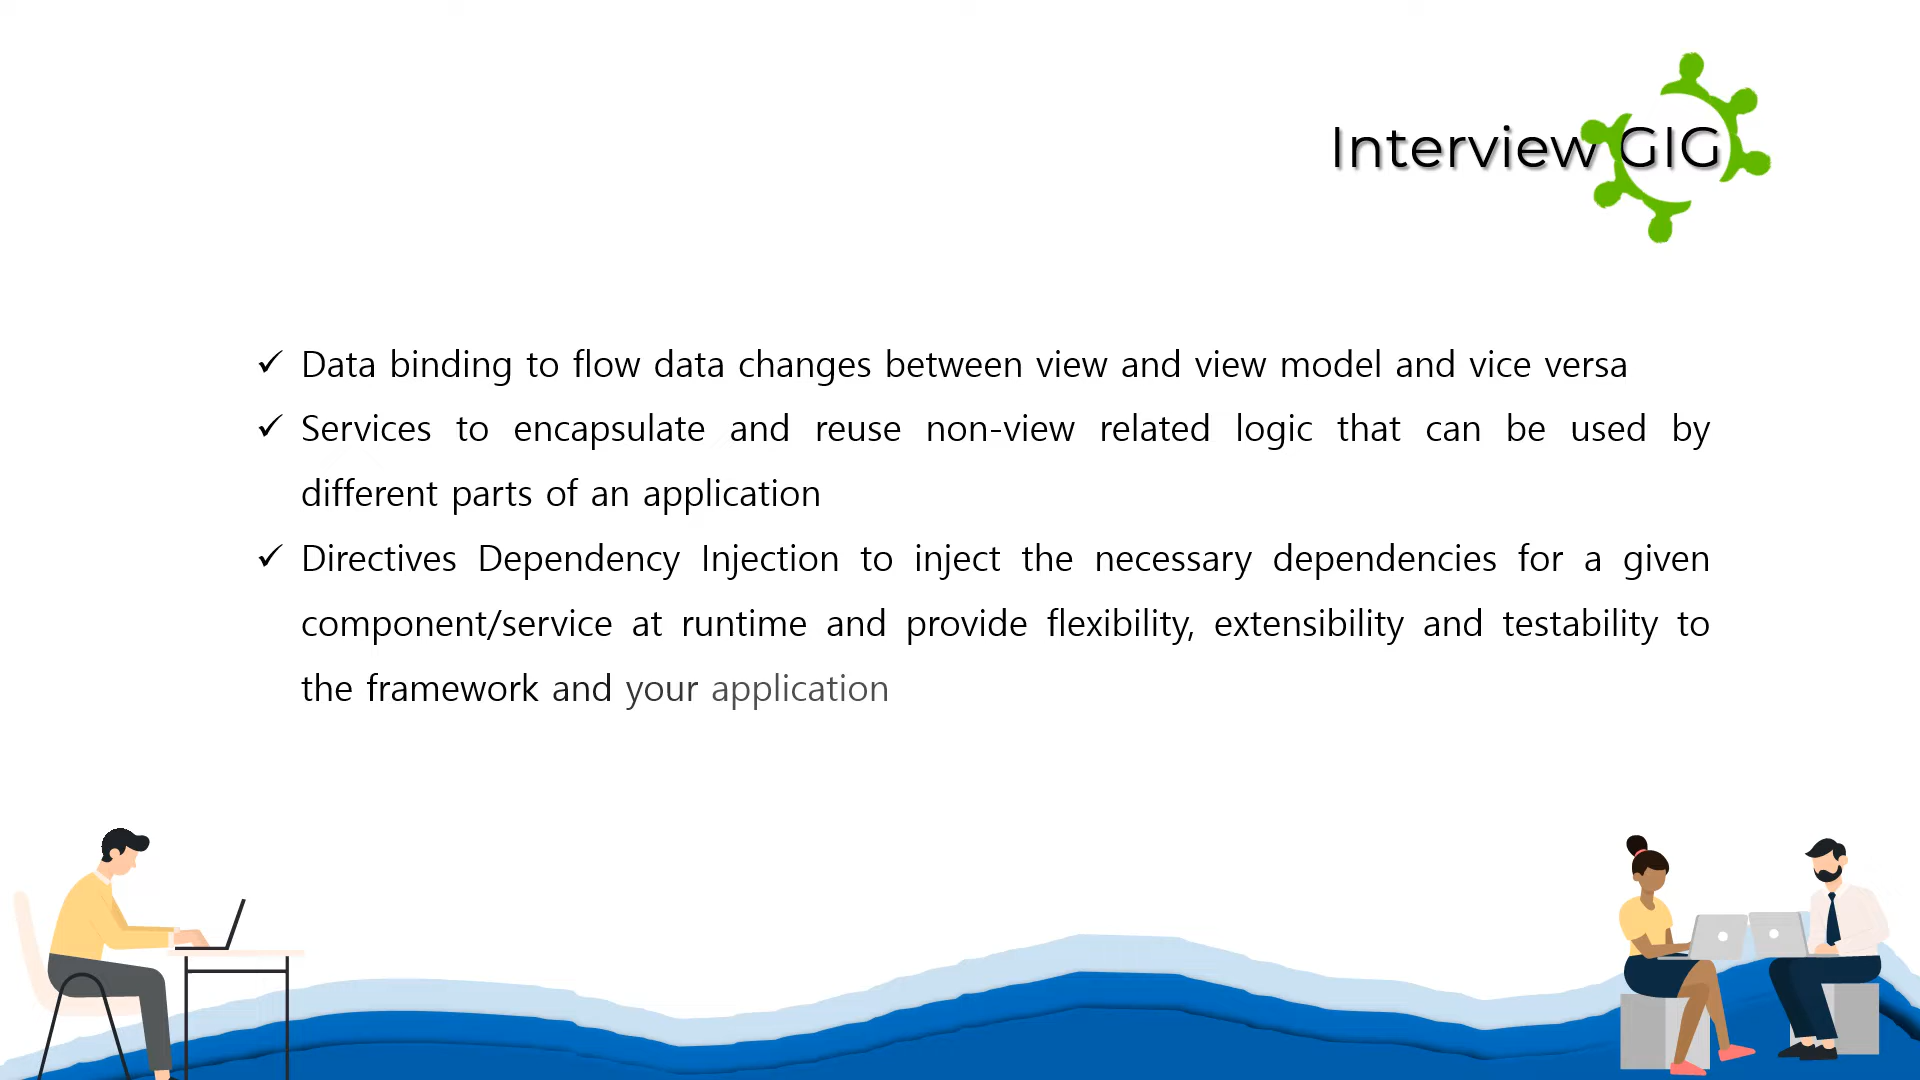 Interview GIG
✓ Data binding to flow data changes between view and view model and vice versa
✓ Services to encapsulate and reuse non-view related logic that can be used by
different parts of an application
✓ Directives Dependency Injection to inject the necessary dependencies for a given
component/service at runtime and provide flexibility, extensibility and testability to
the framework and your application